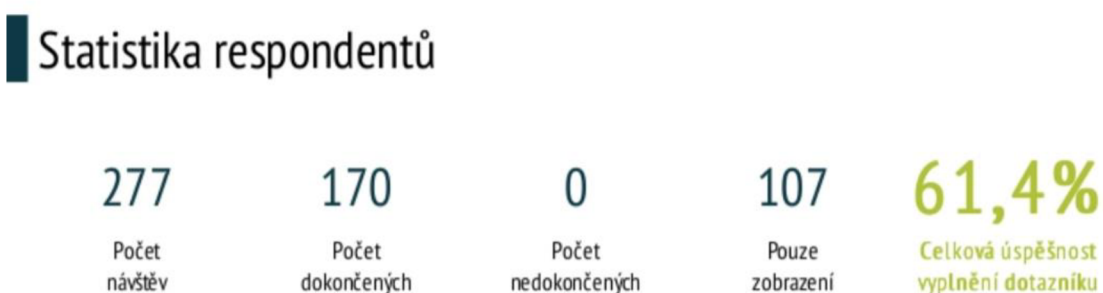 Statistika respondentů
277 170 0 107 61,4%
Počet Počet Počet Pouze Celková úspěšnost
návštěv dokončených nedokončených zobrazení vyplnění dotazníku